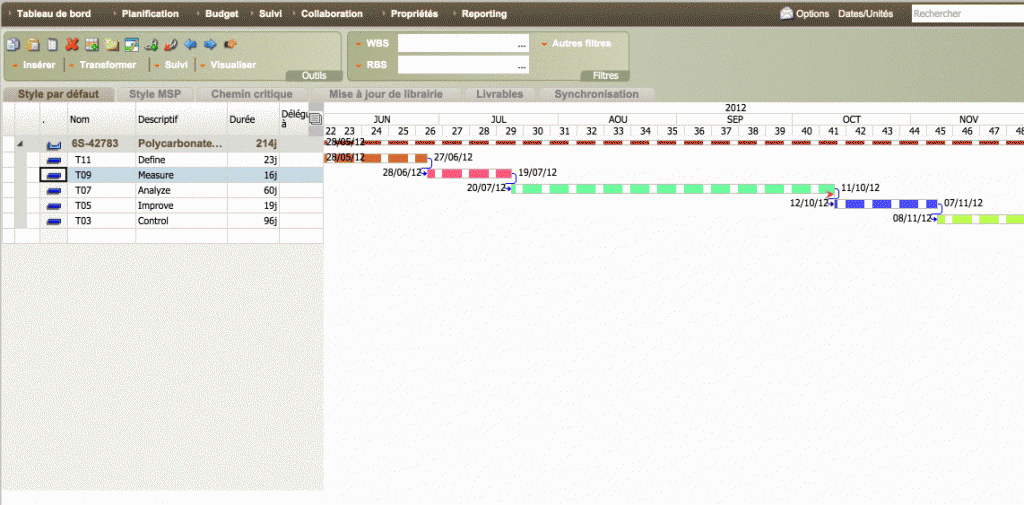 Tableau de bord Planification Budget Suivi Collaboration Propriétés Reporting Options Dates/Unités Rechercher
WBS ... Autres filtres
Insérer Transformer Suivi Visualiser RBS ...
Outils Filtres
Style par défaut Style MSP Chemin critique Mise à jour de librairie Livrables Synchronisation
2012
. Nom Descriptif Durée Délégu à JUN JUL AOU SEP OCT NOV
22 23 24 25 26 27 28 29 30 31 32 33 34 35 36 37 38 39 40 41 42 43 44 45 46 47 48
6S-42783 Polycarbonate... 214j 28/05/12
T11 Define 23j 28/05/12 27/06/12
T09 Measure 16j 28/06/12 19/07/12
T07 Analyze 60j 20/07/12 11/10/12
T05 Improve 19j 12/10/12 07/11/12
T03 Control 96j 08/11/12